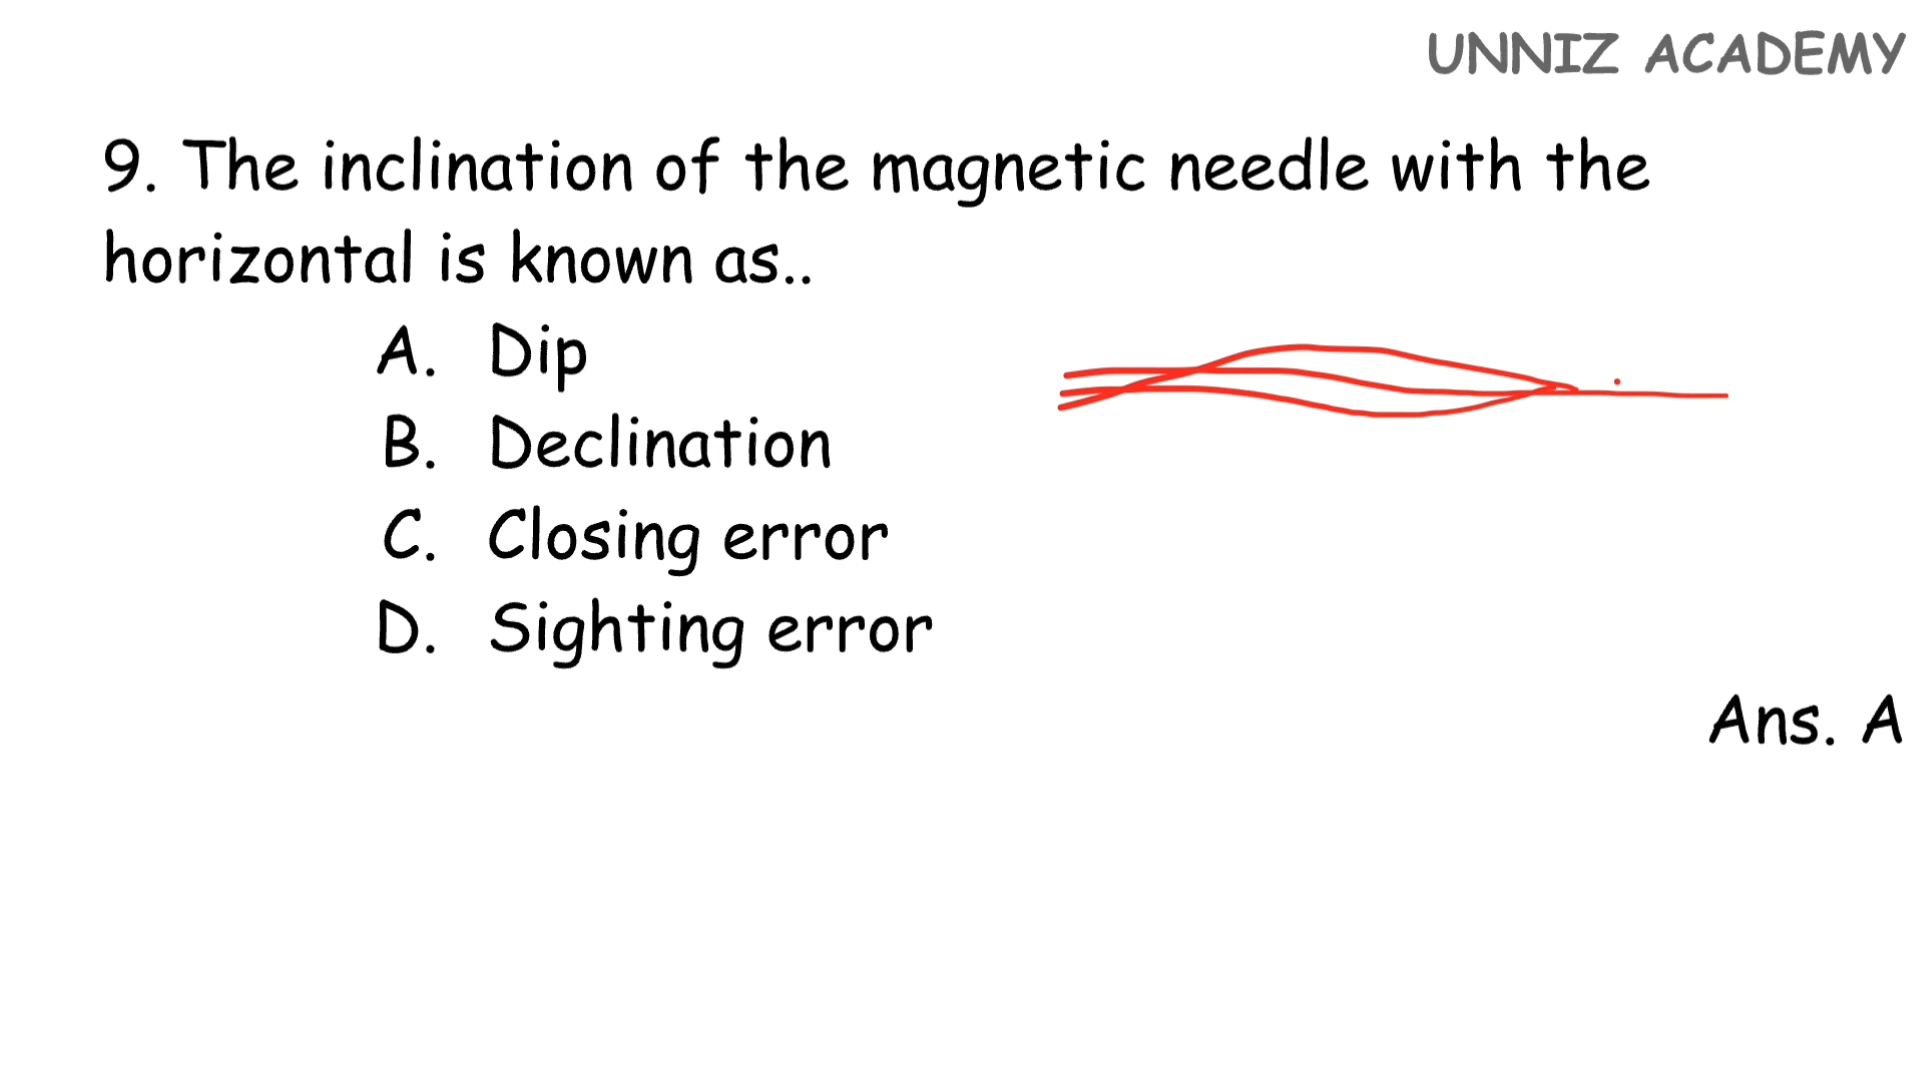 UNNIZ ACADEMY
9. The inclination of the magnetic needle with the
horizontal is known as..
A. Dip
B. Declination
C. Closing error
D. Sighting error
Ans. A